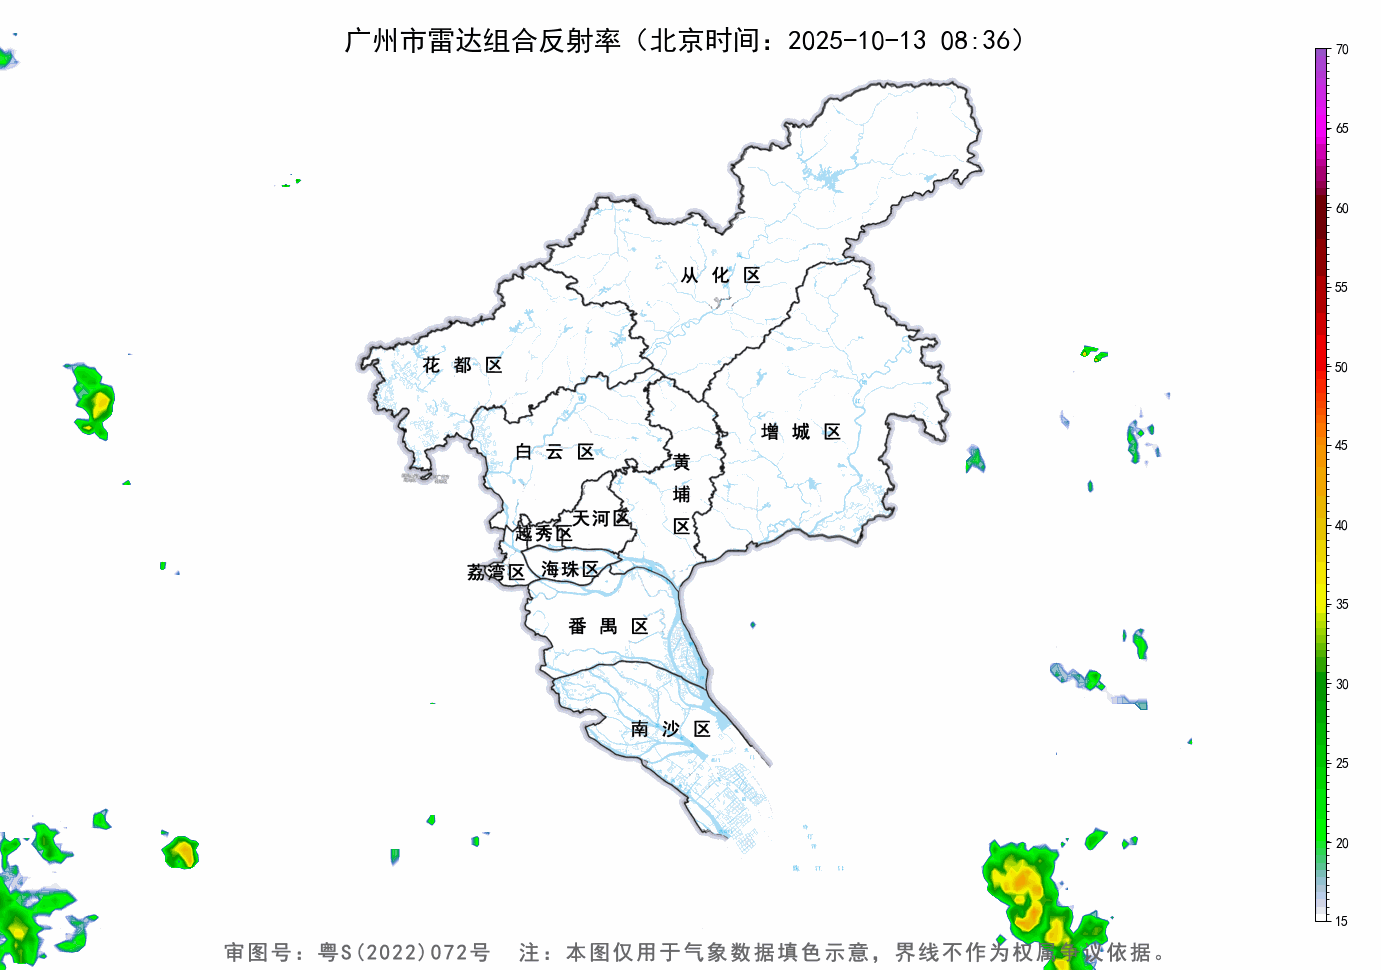 广州市雷达组合反射率（北京时间：2025-10-13 08:36）
70
65
60
55
50
45
40
35
30
25
20
15
从化区
花都区
增城区
白云区
黄埔区
天河区
越秀区
荔湾区
海珠区
番禺区
南沙区
审图号：粤S(2022)072号 注：本图仅用于气象数据填色示意，界线不作为权属争议依据。